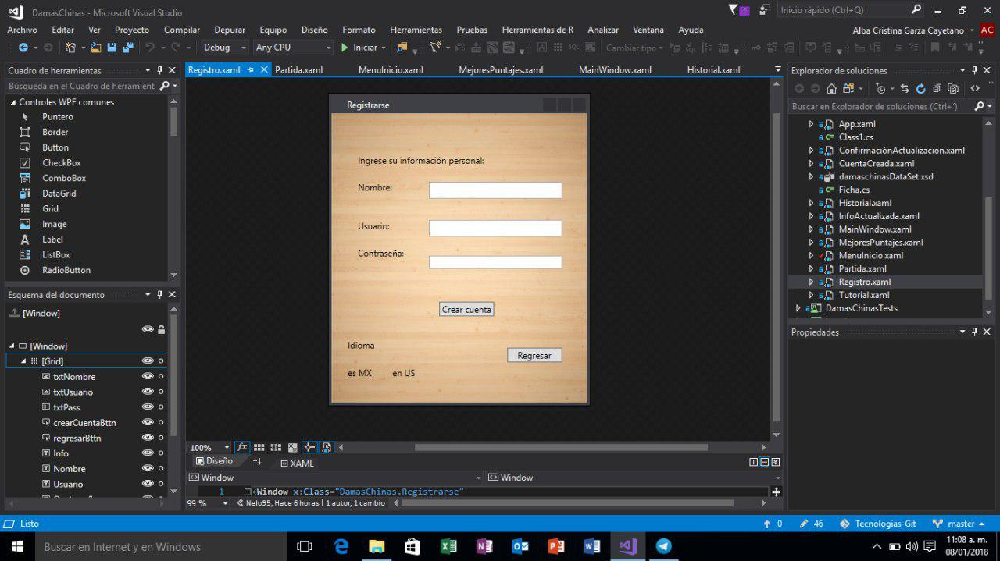 DamasChinas - Microsoft Visual Studio
1
Inicio rápido (Ctrl+Q)
Archivo Editar Ver Proyecto Compilar Depurar Equipo Diseño Formato Herramientas Pruebas Herramientas de R Analizar Ventana Ayuda
Alba Cristina Garza Cayetano AC
Debug Any CPU Iniciar SQL Cambiar tipo
Cuadro de herramientas
Búsqueda en el Cuadro de herramient
Controles WPF comunes
Puntero
Border
Button
CheckBox
ComboBox
DataGrid
Grid
Image
Label
ListBox
RadioButton
Esquema del documento
[Window]
[Window]
[Grid]
txtNombre
txtUsuario
txtPass
crearCuentaBttn
regresarBttn
Info
Nombre
Usuario
Registro.xaml Partida.xaml MenuInicio.xaml MejoresPuntajes.xaml MainWindow.xaml Historial.xaml
Registrarse
Ingrese su información personal:
Nombre:
Usuario:
Contraseña:
Crear cuenta
Idioma
Regresar
es MX en US
100%
Diseño XAML
Window Window
1 <Window x:Class="DamasChinas.Registrarse"
99 % Nelo95, Hace 6 horas | 1 autor, 1 cambio
Explorador de soluciones
Buscar en Explorador de soluciones (Ctrl+´)
App.xaml
C# Class1.cs
ConfirmaciónActualizacion.xaml
CuentaCreada.xaml
damaschinasDataSet.xsd
C# Ficha.cs
Historial.xaml
InfoActualizada.xaml
MainWindow.xaml
MejoresPuntajes.xaml
MenuInicio.xaml
Partida.xaml
Registro.xaml
Tutorial.xaml
DamasChinasTests
Propiedades
Listo
0 46 Tecnologias-Git master
Buscar en Internet y en Windows
11:08 a. m.
08/01/2018